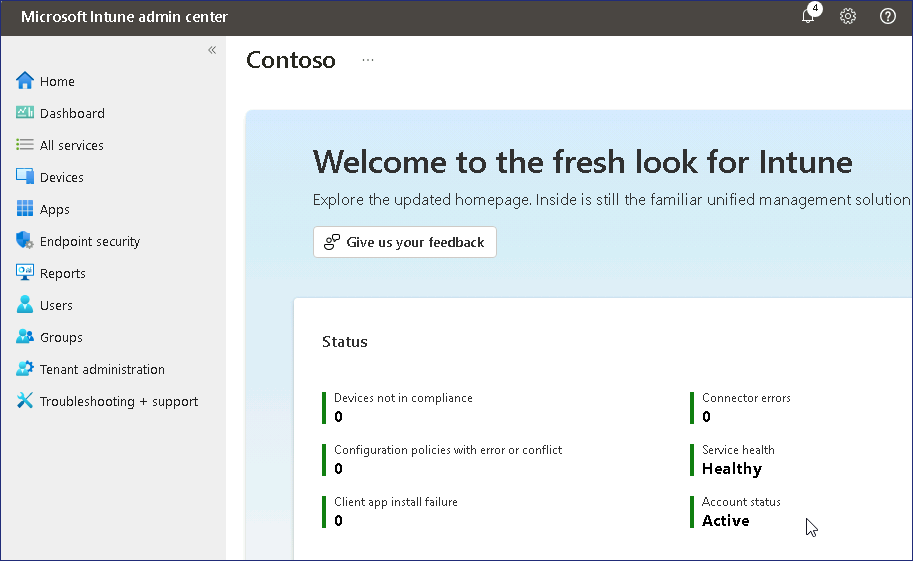 Microsoft Intune admin center
4
«
Home
Dashboard
All services
Devices
Apps
Endpoint security
Reports
Users
Groups
Tenant administration
Troubleshooting + support
Contoso
...
Welcome to the fresh look for Intune
Explore the updated homepage. Inside is still the familiar unified management solution
Give us your feedback
Status
Devices not in compliance
0
Configuration policies with error or conflict
0
Client app install failure
0
Connector errors
0
Service health
Healthy
Account status
Active